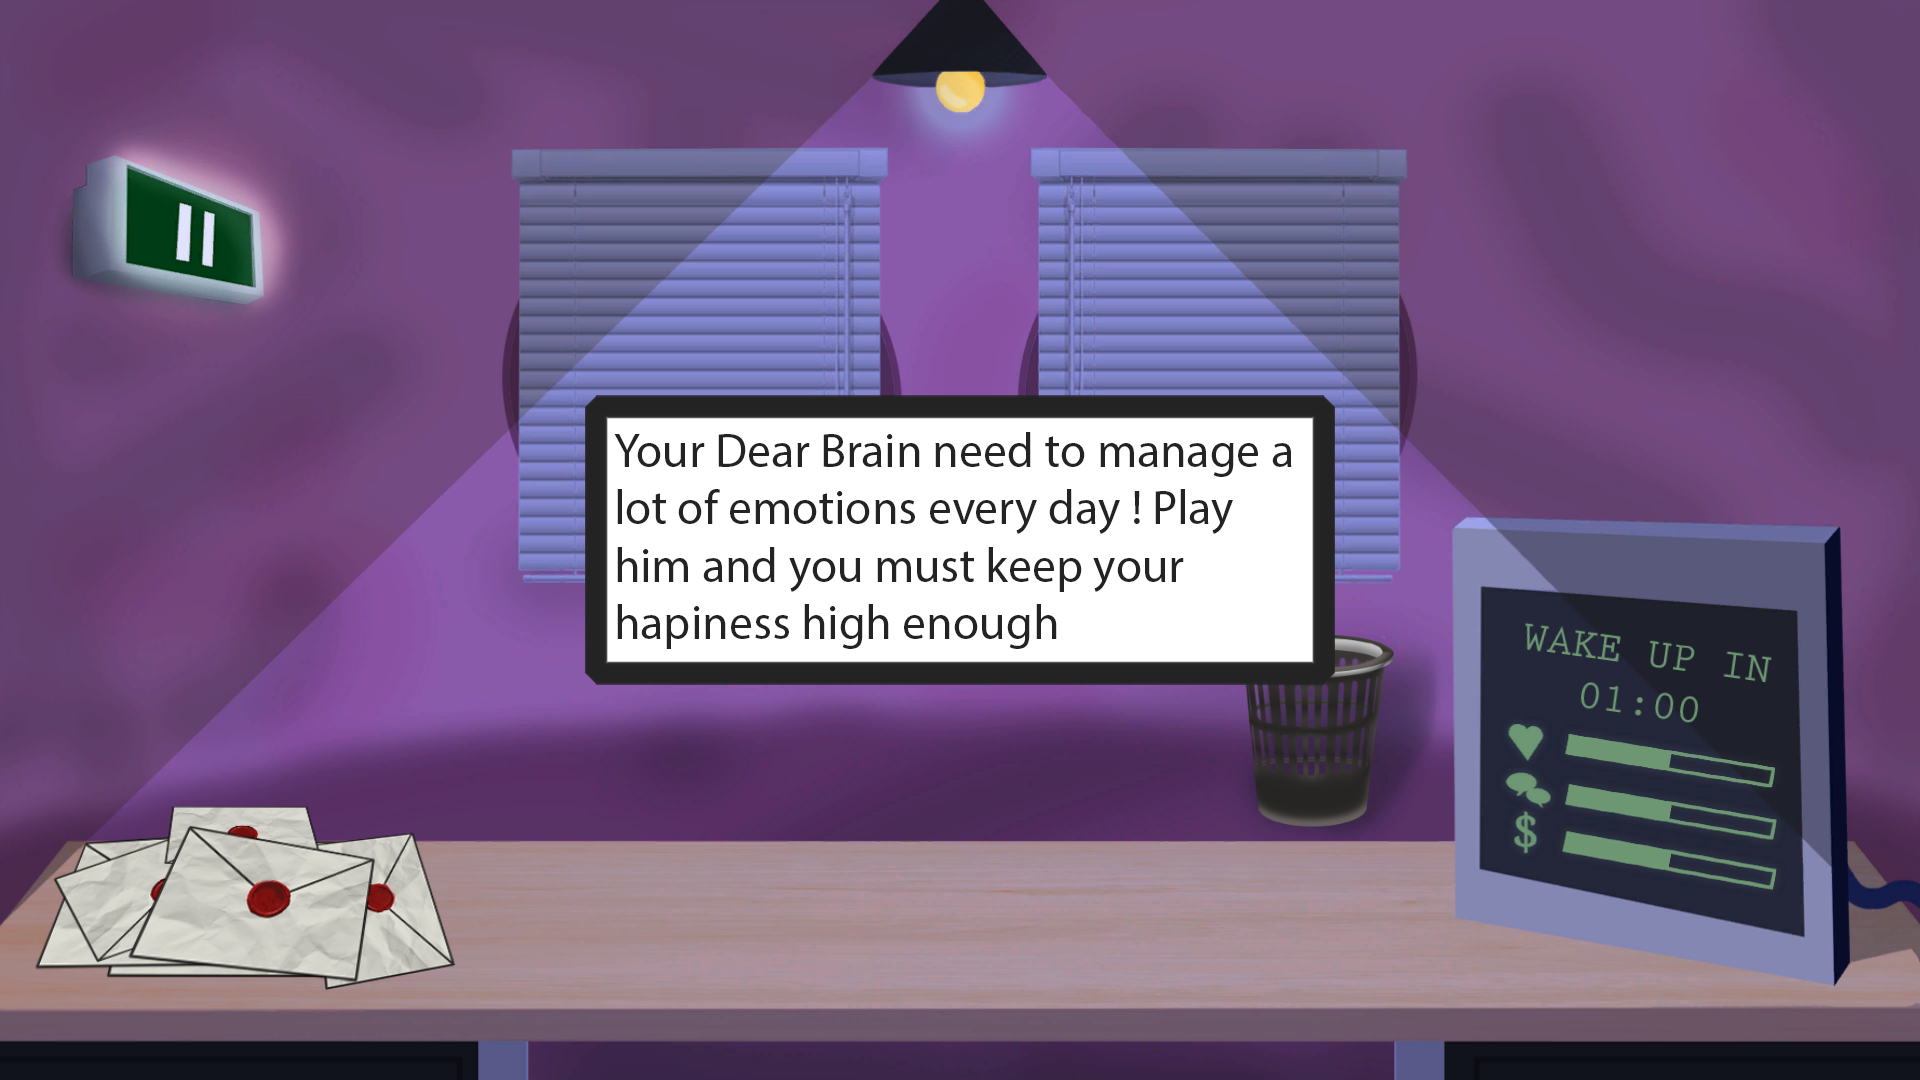 Your Dear Brain need to manage a
lot of emotions every day ! Play
him and you must keep your
hapiness high enough
WAKE UP IN
01:00
$